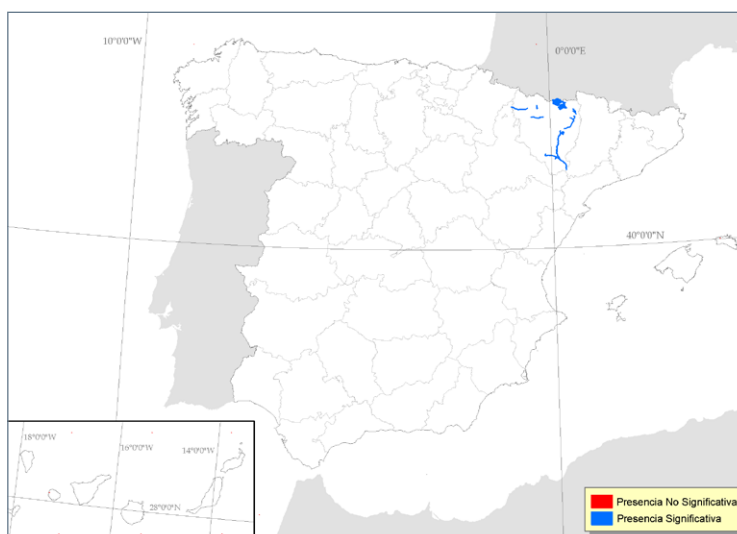 10°0'0"W
0°0'0"E
40°0'0"N
18°0'0"W
16°0'0"W
14°0'0"W
28°0'0"N
Presencia No Significativa
Presencia Significativa